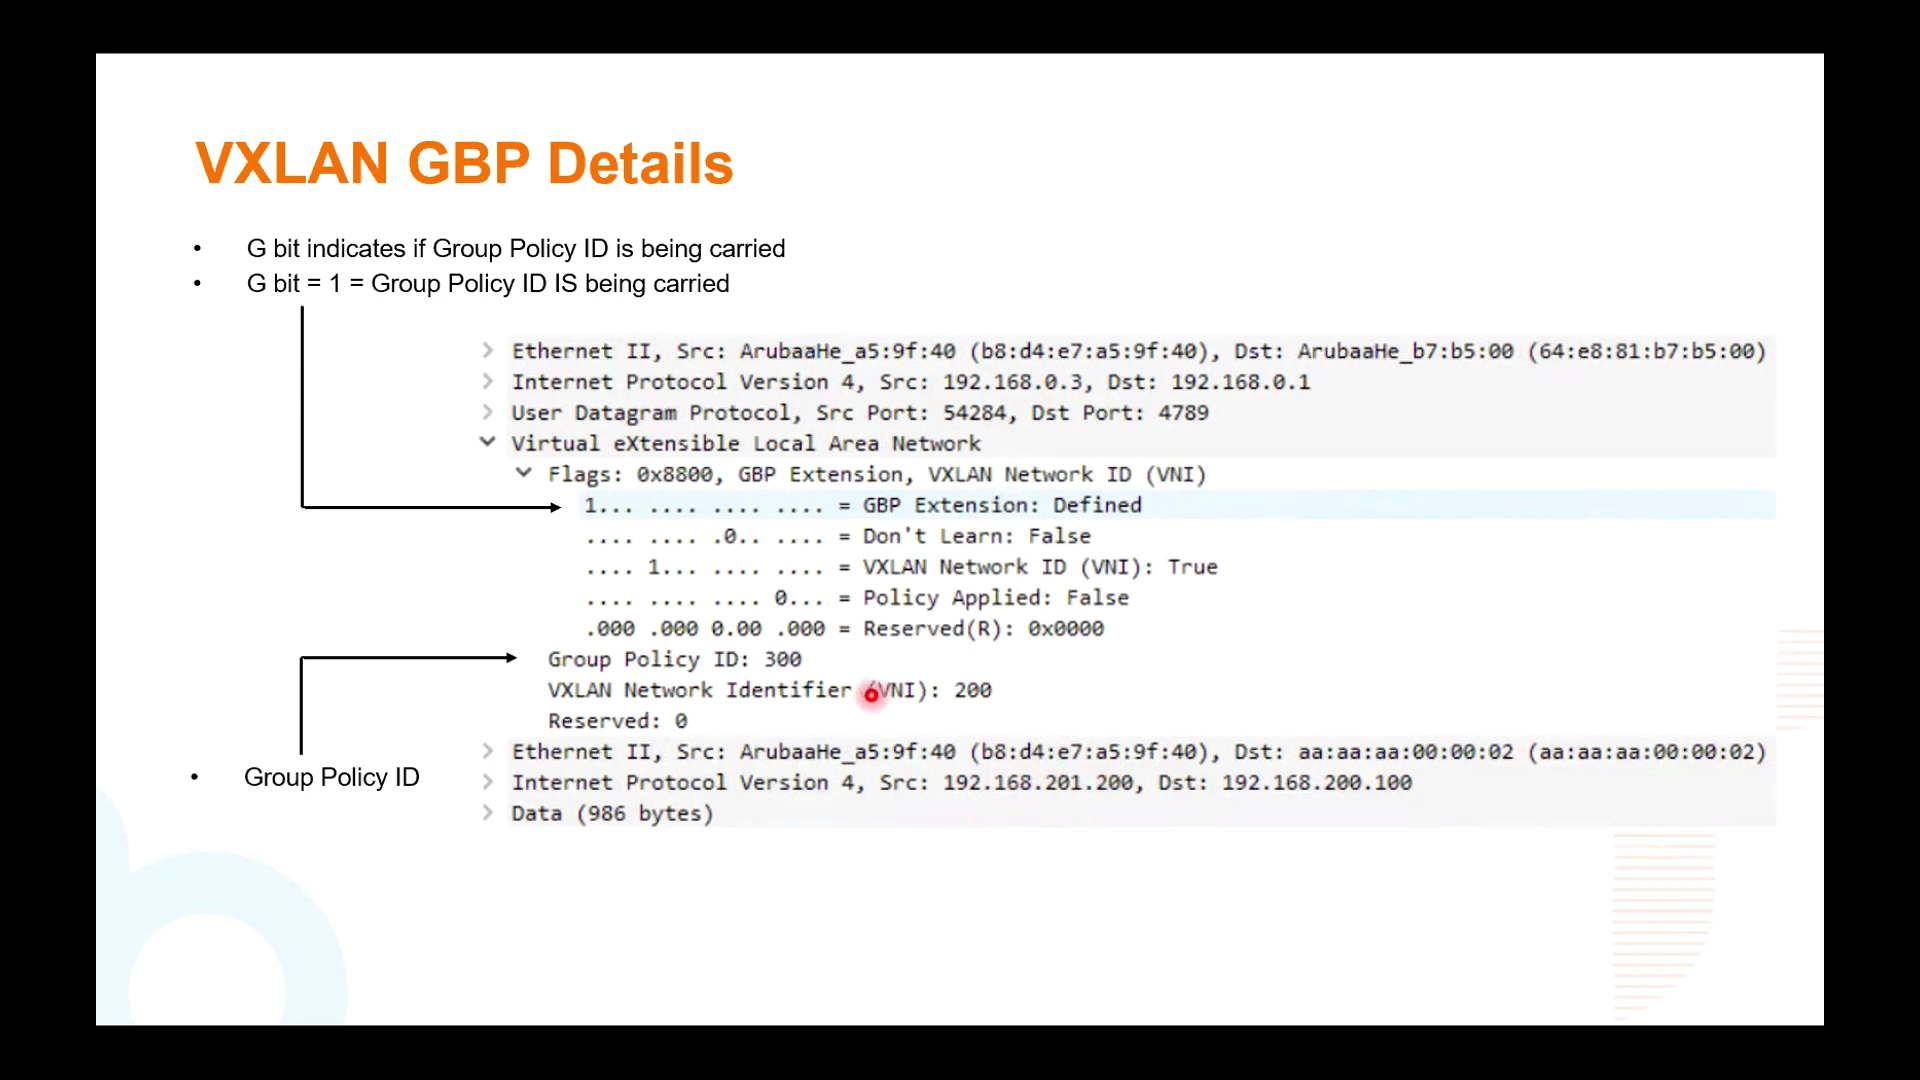 VXLAN GBP Details
• G bit indicates if Group Policy ID is being carried
• G bit = 1 = Group Policy ID IS being carried
Ethernet II, Src: ArubaaHe_a5:9f:40 (b8:d4:e7:a5:9f:40), Dst: ArubaaHe_b7:b5:00 (64:e8:81:b7:b5:00)
Internet Protocol Version 4, Src: 192.168.0.3, Dst: 192.168.0.1
User Datagram Protocol, Src Port: 54284, Dst Port: 4789
Virtual eXtensible Local Area Network
Flags: 0x8800, GBP Extension, VXLAN Network ID (VNI)
1... .... .... .... = GBP Extension: Defined
.... .... .0.. .... = Don't Learn: False
.... 1... .... .... = VXLAN Network ID (VNI): True
.... .... .... 0... = Policy Applied: False
.000 .000 0.00 .000 = Reserved(R): 0x0000
Group Policy ID: 300
VXLAN Network Identifier (VNI): 200
Reserved: 0
Ethernet II, Src: ArubaaHe_a5:9f:40 (b8:d4:e7:a5:9f:40), Dst: aa:aa:aa:00:00:02 (aa:aa:aa:00:00:02)
• Group Policy ID
Internet Protocol Version 4, Src: 192.168.201.200, Dst: 192.168.200.100
Data (986 bytes)